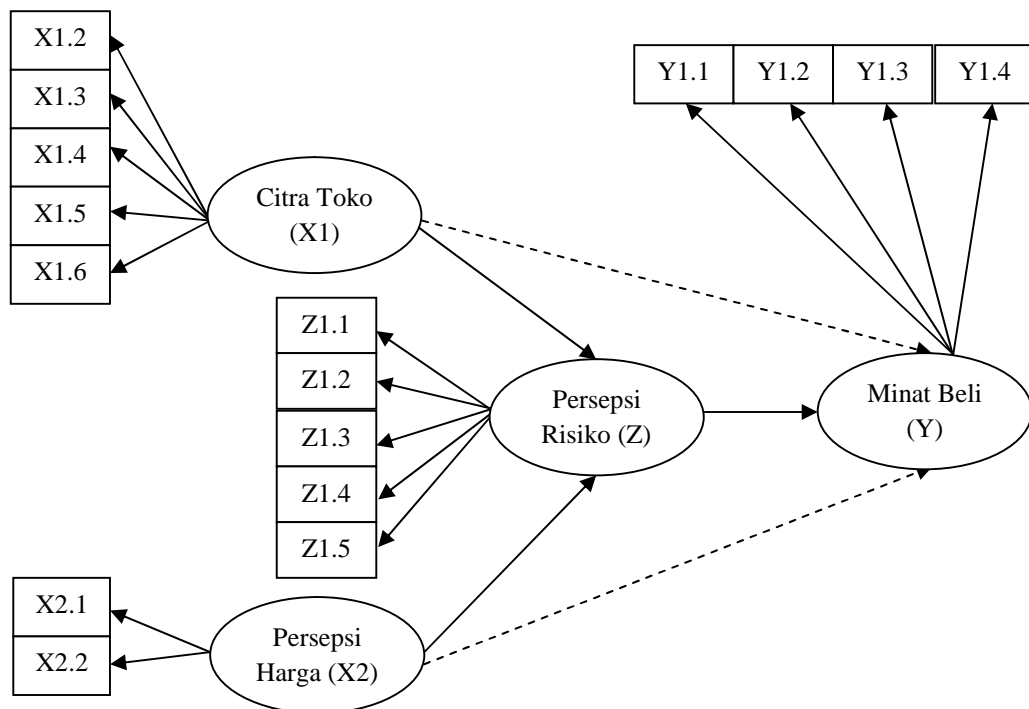 X1.2
X1.3
X1.4
X1.5
X1.6
Citra Toko
(X1)
Y1.1
Y1.2
Y1.3
Y1.4
Z1.1
Z1.2
Z1.3
Z1.4
Z1.5
Persepsi
Risiko (Z)
Minat Beli
(Y)
X2.1
X2.2
Persepsi
Harga (X2)